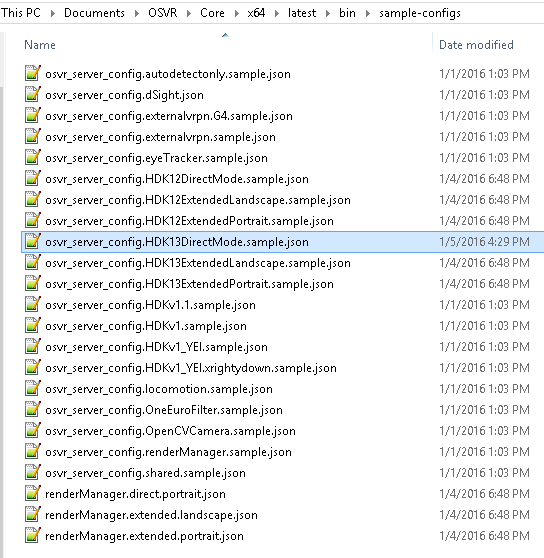 This PC > Documents > OSVR > Core > x64 > latest > bin > sample-configs
Name Date modified
osvr_server_config.autodetectonly.sample.json 1/1/2016 1:03 PM
osvr_server_config.dSight.json 1/1/2016 1:03 PM
osvr_server_config.externalvrpn.G4.sample.json 1/1/2016 1:03 PM
osvr_server_config.externalvrpn.sample.json 1/1/2016 1:03 PM
osvr_server_config.eyeTracker.sample.json 1/1/2016 1:03 PM
osvr_server_config.HDK12DirectMode.sample.json 1/4/2016 6:48 PM
osvr_server_config.HDK12ExtendedLandscape.sample.json 1/4/2016 6:48 PM
osvr_server_config.HDK12ExtendedPortrait.sample.json 1/4/2016 6:48 PM
osvr_server_config.HDK13DirectMode.sample.json 1/5/2016 4:29 PM
osvr_server_config.HDK13ExtendedLandscape.sample.json 1/4/2016 6:48 PM
osvr_server_config.HDK13ExtendedPortrait.sample.json 1/4/2016 6:48 PM
osvr_server_config.HDKv1.1.sample.json 1/1/2016 1:03 PM
osvr_server_config.HDKv1.sample.json 1/1/2016 1:03 PM
osvr_server_config.HDKv1_YEI.sample.json 1/1/2016 1:03 PM
osvr_server_config.HDKv1_YEI.xrightydown.sample.json 1/1/2016 1:03 PM
osvr_server_config.locomotion.sample.json 1/1/2016 1:03 PM
osvr_server_config.OneEuroFilter.sample.json 1/1/2016 1:03 PM
osvr_server_config.OpenCVCamera.sample.json 1/1/2016 1:03 PM
osvr_server_config.renderManager.sample.json 1/1/2016 1:03 PM
osvr_server_config.shared.sample.json 1/1/2016 1:03 PM
renderManager.direct.portrait.json 1/4/2016 6:48 PM
renderManager.extended.landscape.json 1/4/2016 6:48 PM
renderManager.extended.portrait.json 1/4/2016 6:48 PM